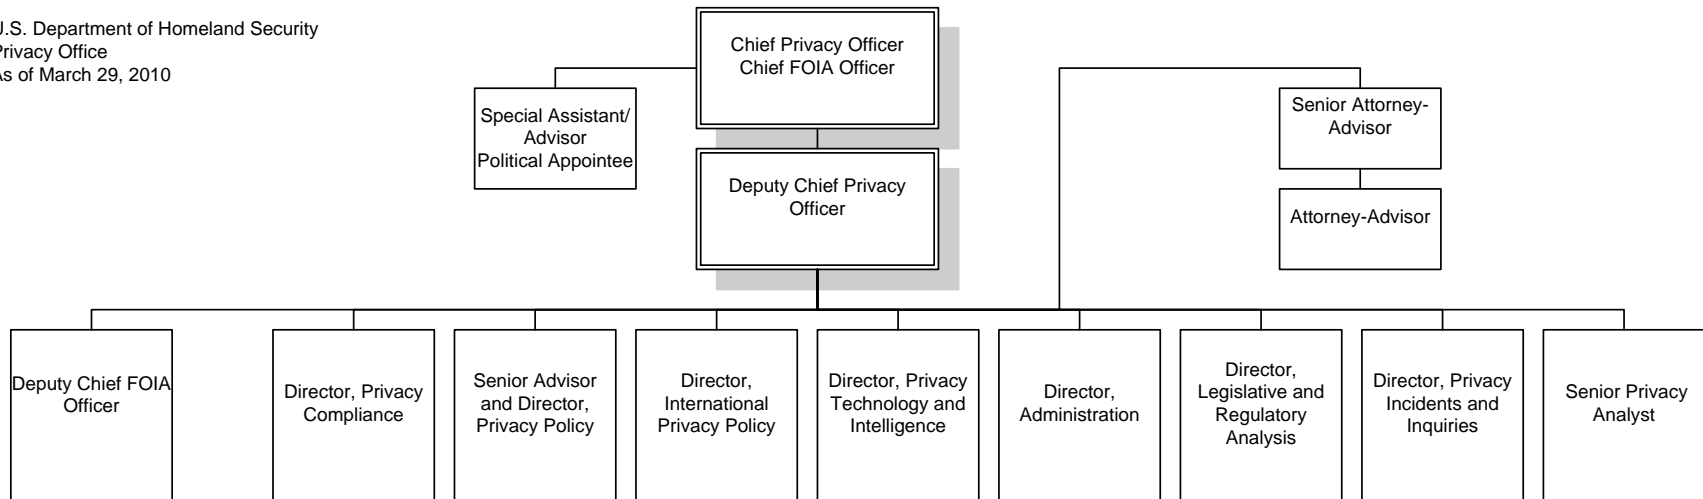 U.S. Department of Homeland Security
Privacy Office
As of March 29, 2010
Chief Privacy Officer
Chief FOIA Officer
Special Assistant/
Advisor
Political Appointee
Senior Attorney-
Advisor
Deputy Chief Privacy
Officer
Attorney-Advisor
Deputy Chief FOIA
Officer
Director, Privacy
Compliance
Senior Advisor
and Director,
Privacy Policy
Director,
International
Privacy Policy
Director, Privacy
Technology and
Intelligence
Director,
Administration
Director,
Legislative and
Regulatory
Analysis
Director, Privacy
Incidents and
Inquiries
Senior Privacy
Analyst